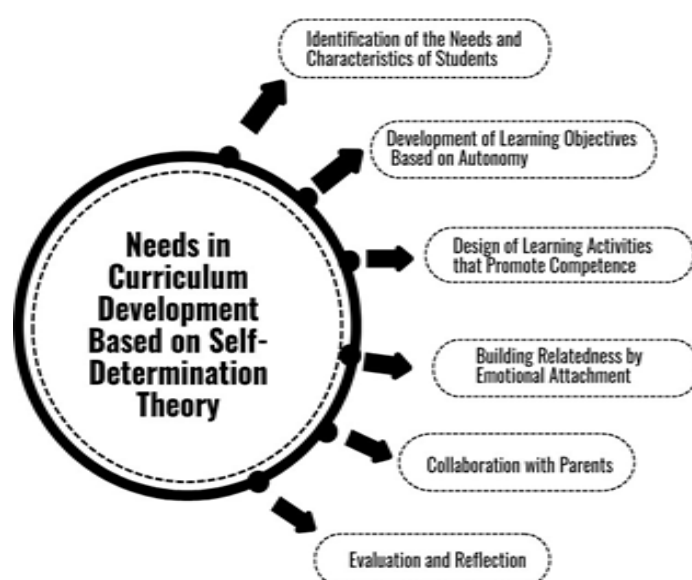 Identification of the Needs and
Characteristics of Students
Development of Learning Objectives
Based on Autonomy
Needs in
Curriculum
Development
Based on Self-
Determination
Theory
Design of Learning Activities
that Promote Competence
Building Relatedness by
Emotional Attachment
Collaboration with Parents
Evaluation and Reflection